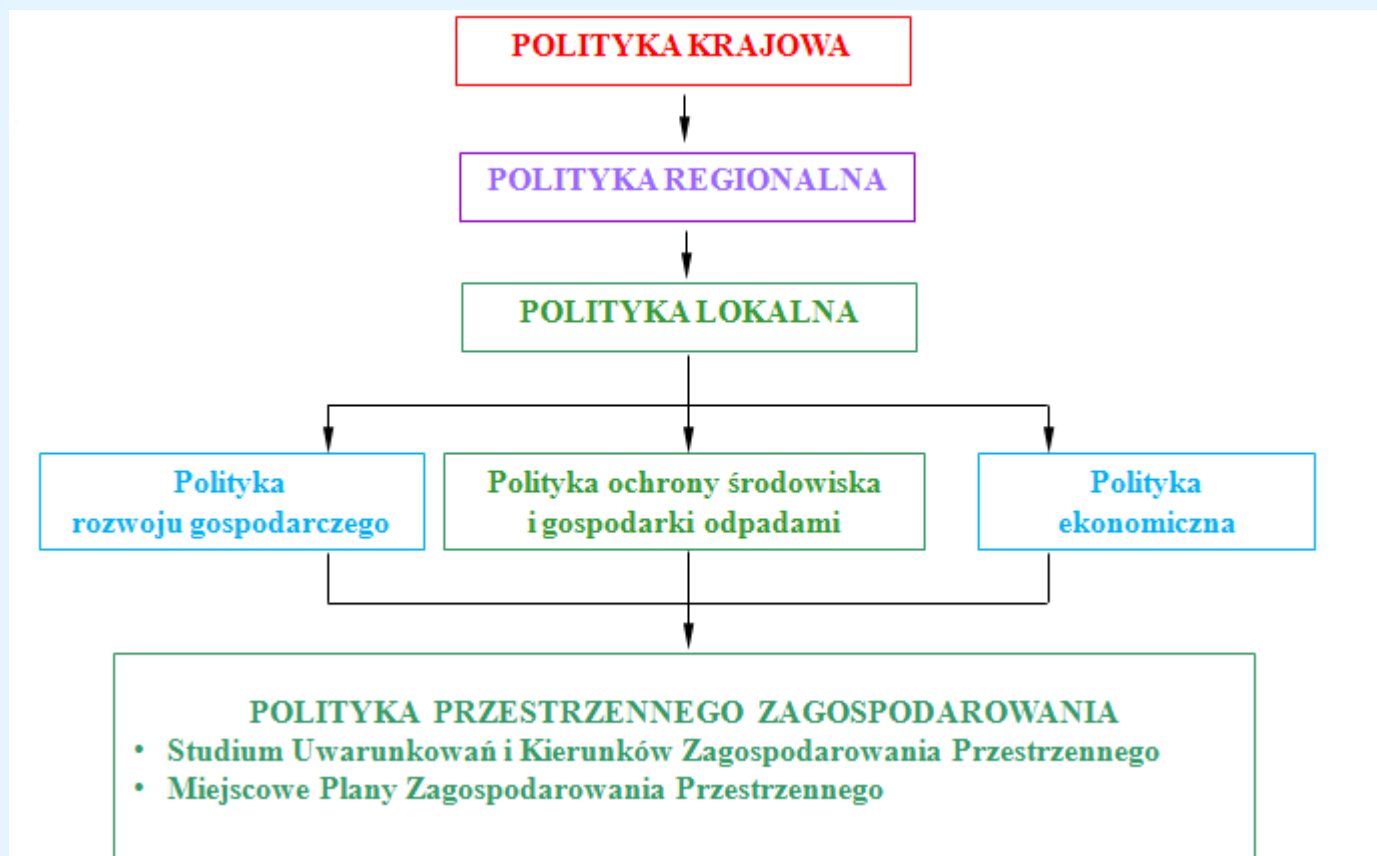 POLITYKA KRAJOWA
POLITYKA REGIONALNA
POLITYKA LOKALNA
Polityka
rozwoju gospodarczego
Polityka ochrony środowiska
i gospodarki odpadami
Polityka
ekonomiczna
POLITYKA PRZESTRZENNEGO ZAGOSPODAROWANIA
• Studium Uwarunkowań i Kierunków Zagospodarowania Przestrzennego
• Miejscowe Plany Zagospodarowania Przestrzennego